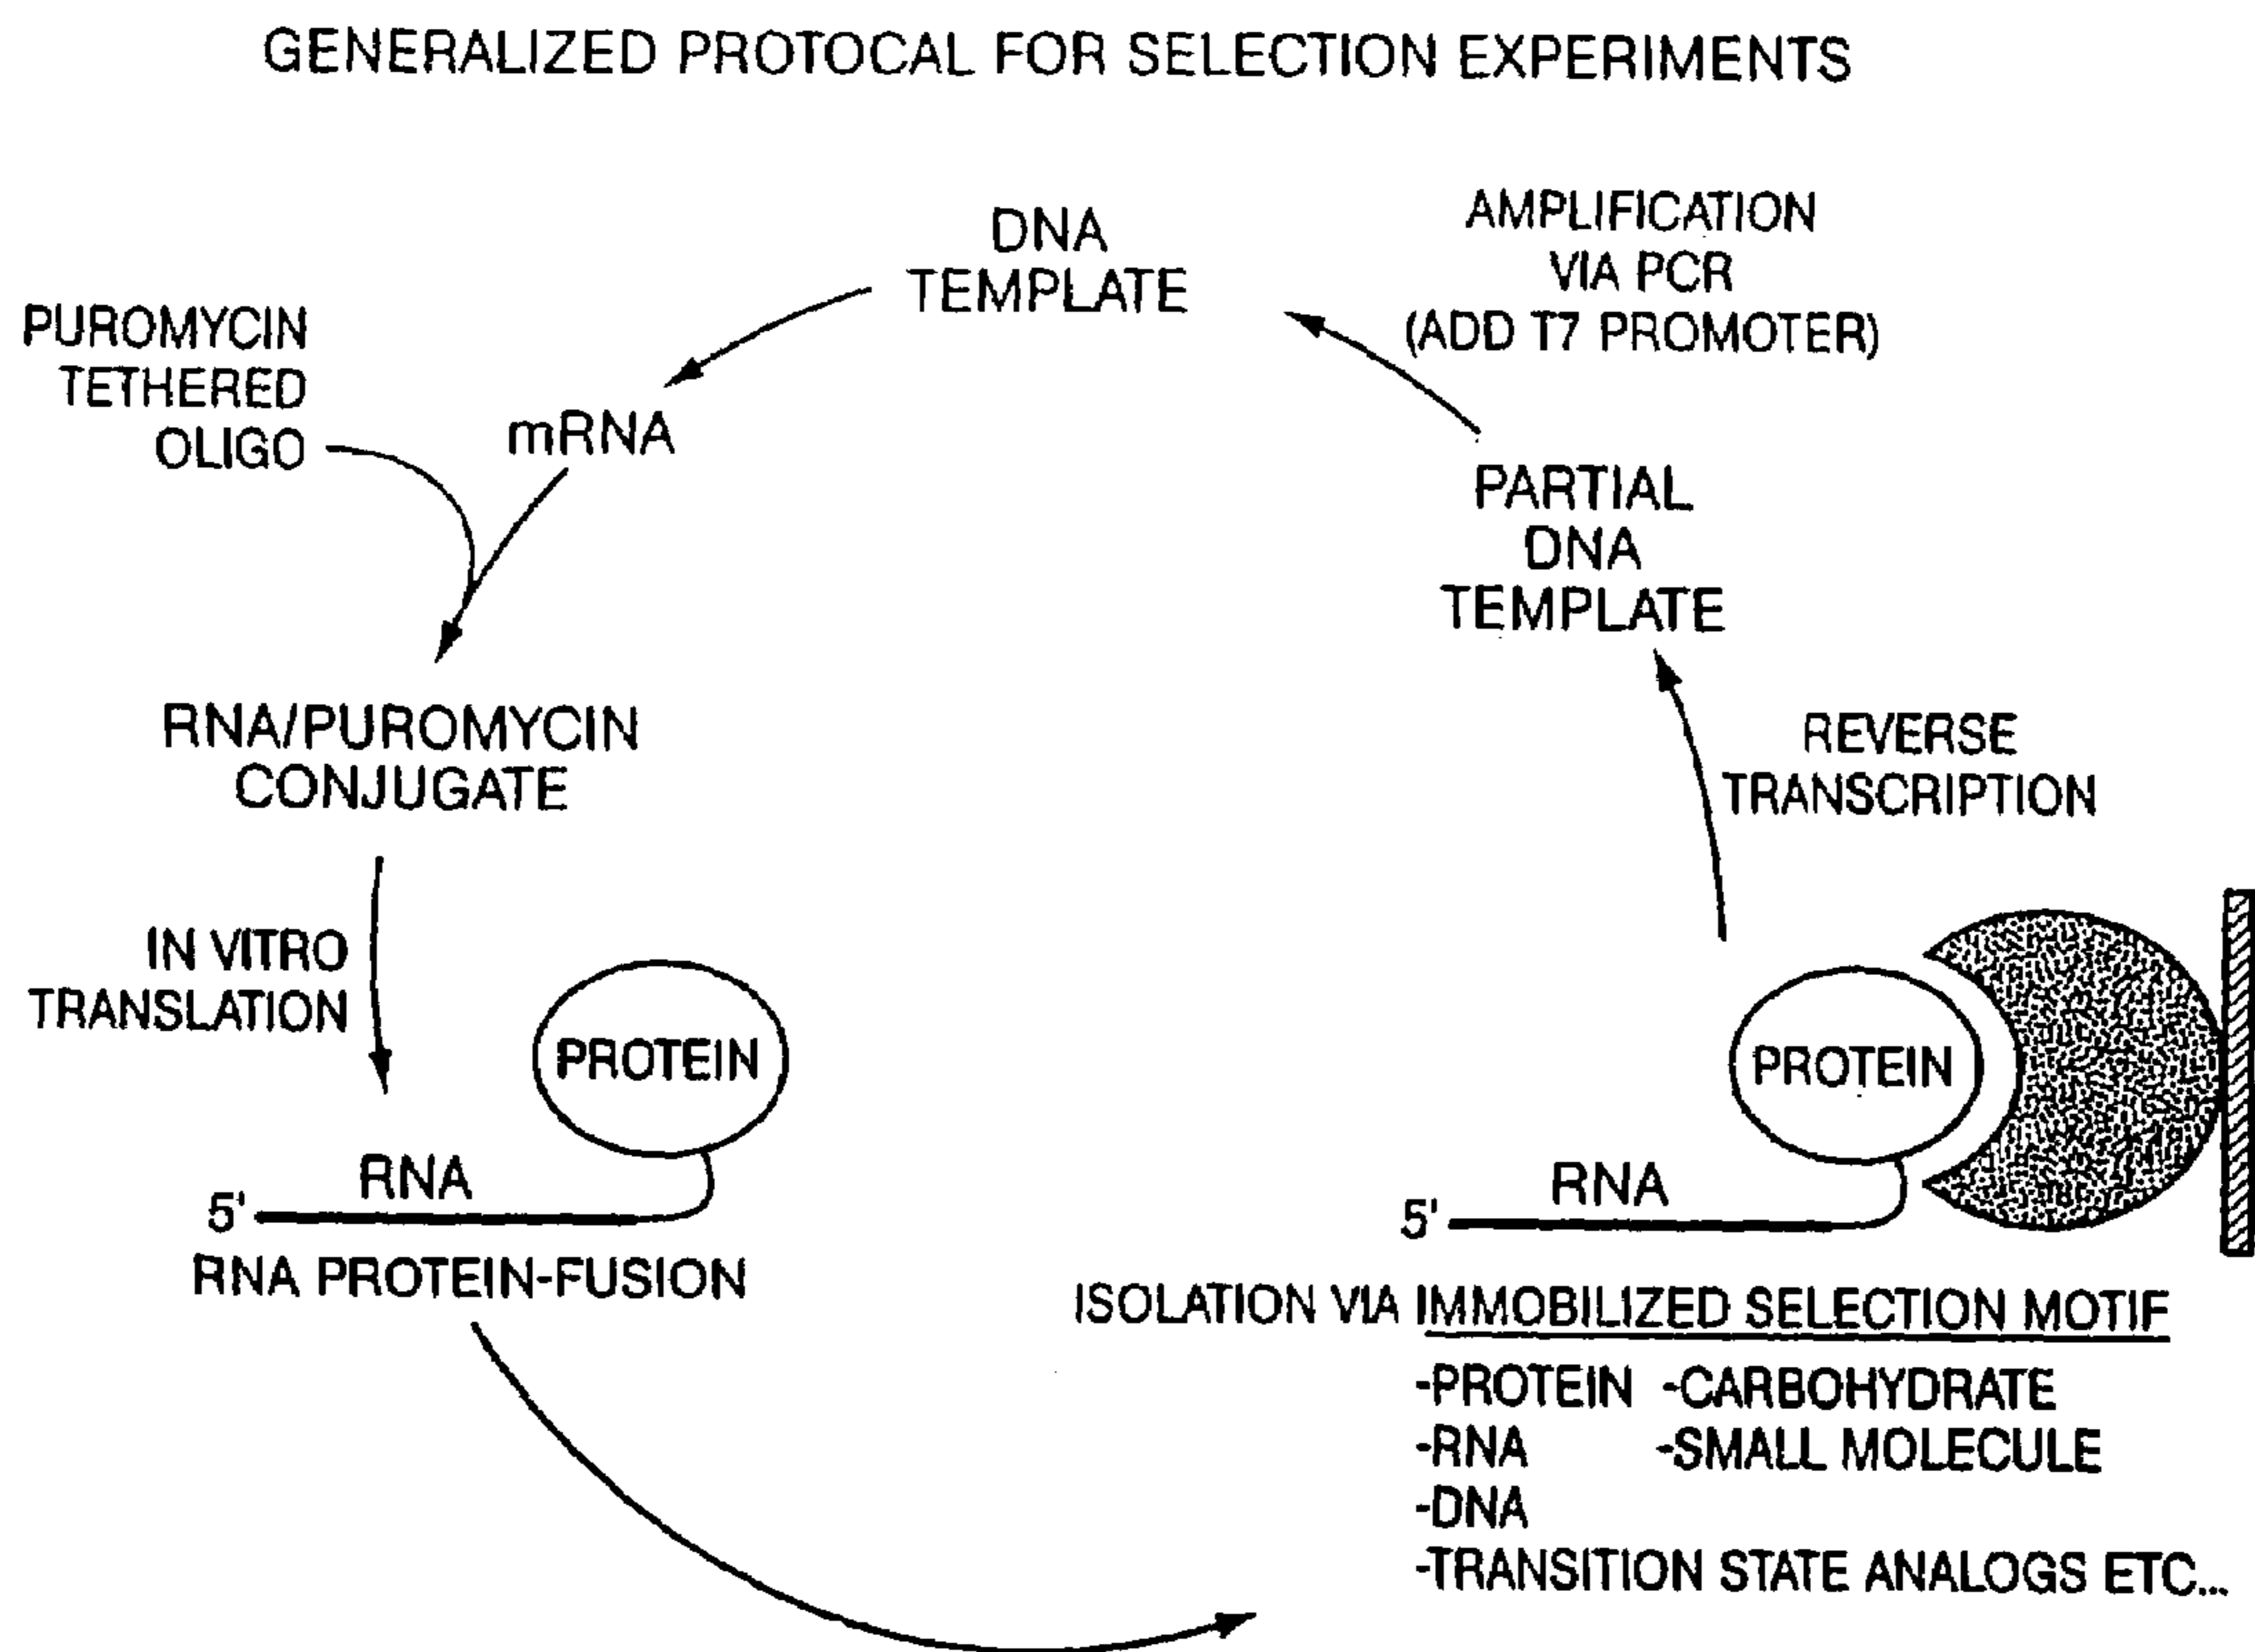 GENERALIZED PROTOCAL FOR SELECTION EXPERIMENTS
DNA
TEMPLATE
AMPLIFICATION
VIA PCR
(ADD T7 PROMOTER)
PUROMYCIN
TETHERED
OLIGO
mRNA
PARTIAL
DNA
TEMPLATE
RNA/PUROMYCIN
CONJUGATE
REVERSE
TRANSCRIPTION
IN VITRO
TRANSLATION
PROTEIN
RNA
5'
RNA PROTEIN-FUSION
PROTEIN
RNA
5'
ISOLATION VIA IMMOBILIZED SELECTION MOTIF
-PROTEIN -CARBOHYDRATE
-RNA -SMALL MOLECULE
-DNA
-TRANSITION STATE ANALOGS ETC...